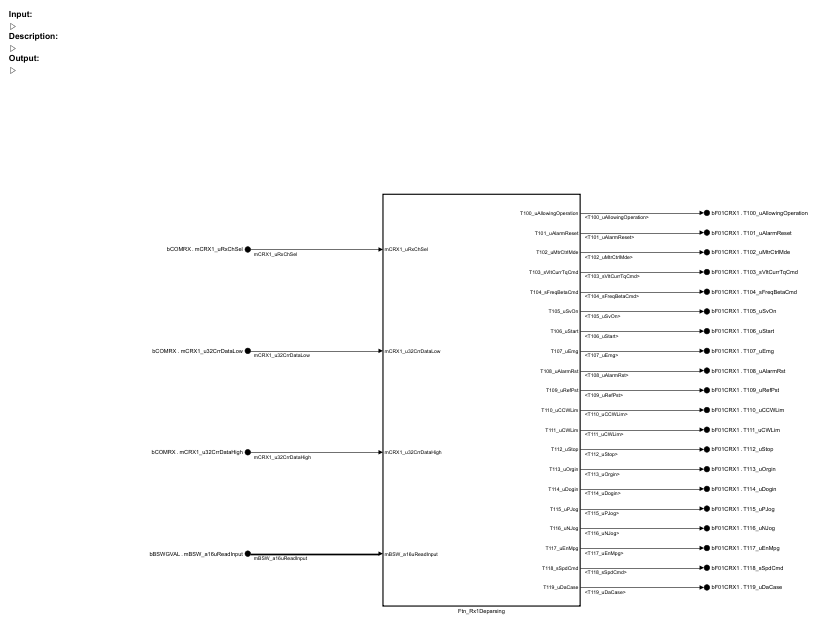 Input:
Description:
Output:
T100_uAllowingOperation
<T100_uAllowingOperation>
bF01CRX1 . T100_uAllowingOperation
T101_uAlarmReset
<T101_uAlarmReset>
bF01CRX1 . T101_uAlarmReset
bCOMRX . mCRX1_uRxChSel
mCRX1_uRxChSel
mCRX1_uRxChSel
T102_uMtrCtrlMde
<T102_uMtrCtrlMde>
bF01CRX1 . T102_uMtrCtrlMde
T103_sVltCurrTqCmd
<T103_sVltCurrTqCmd>
bF01CRX1 . T103_sVltCurrTqCmd
T104_sFreqBetaCmd
<T104_sFreqBetaCmd>
bF01CRX1 . T104_sFreqBetaCmd
T105_uSvOn
<T105_uSvOn>
bF01CRX1 . T105_uSvOn
T106_uStart
<T106_uStart>
bF01CRX1 . T106_uStart
bCOMRX . mCRX1_u32CrrDataLow
mCRX1_u32CrrDataLow
mCRX1_u32CrrDataLow
T107_uEmg
<T107_uEmg>
bF01CRX1 . T107_uEmg
T108_uAlarmRst
<T108_uAlarmRst>
bF01CRX1 . T108_uAlarmRst
T109_uRefPst
<T109_uRefPst>
bF01CRX1 . T109_uRefPst
T110_uCCWLim
<T110_uCCWLim>
bF01CRX1 . T110_uCCWLim
T111_uCWLim
<T111_uCWLim>
bF01CRX1 . T111_uCWLim
bCOMRX . mCRX1_u32CrrDataHigh
mCRX1_u32CrrDataHigh
mCRX1_u32CrrDataHigh
T112_uStop
<T112_uStop>
bF01CRX1 . T112_uStop
T113_uOrgin
<T113_uOrgin>
bF01CRX1 . T113_uOrgin
T114_uDogin
<T114_uDogin>
bF01CRX1 . T114_uDogin
T115_uPJog
<T115_uPJog>
bF01CRX1 . T115_uPJog
T116_uNJog
<T116_uNJog>
bF01CRX1 . T116_uNJog
bBSWGVAL . mBSW_a16uReadInput
mBSW_a16uReadInput
mBSW_a16uReadInput
T117_uEnMpg
<T117_uEnMpg>
bF01CRX1 . T117_uEnMpg
T118_sSpdCmd
<T118_sSpdCmd>
bF01CRX1 . T118_sSpdCmd
T119_uDaCase
<T119_uDaCase>
bF01CRX1 . T119_uDaCase
Ftn_Rx1Deparsing